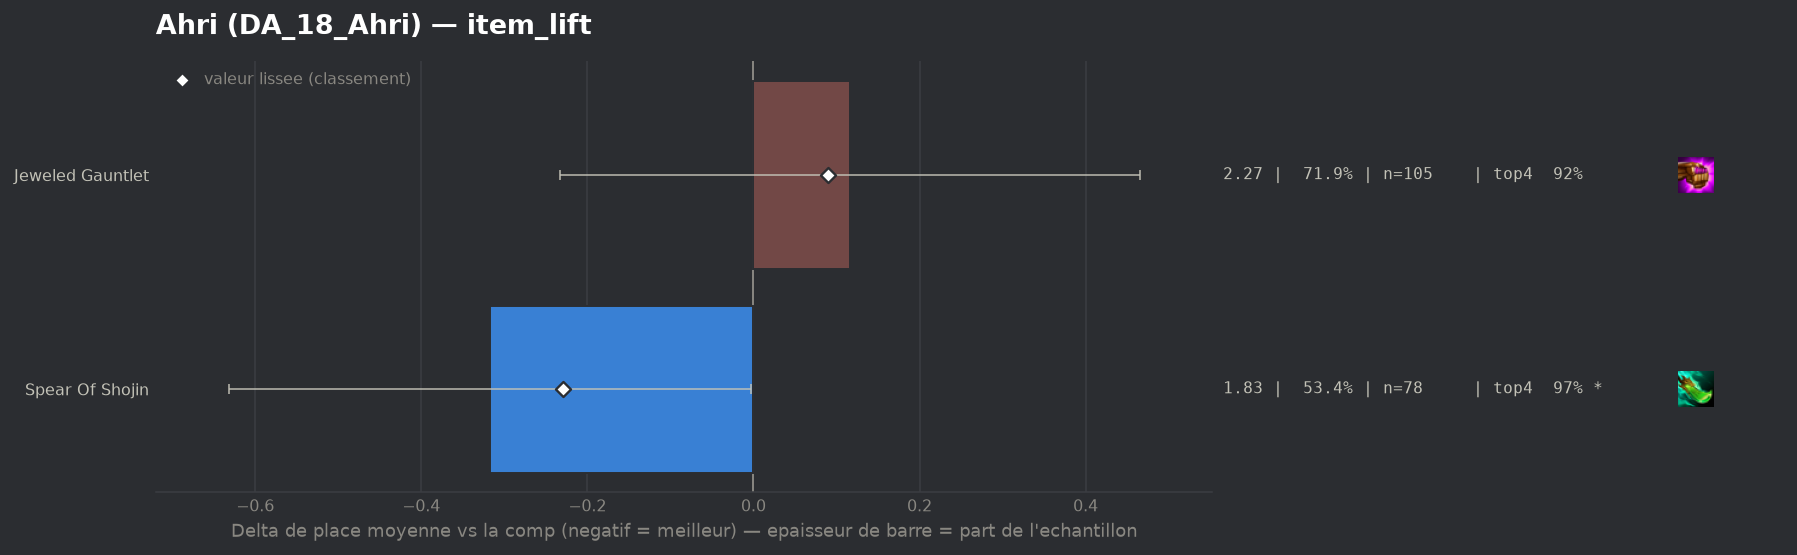 Ahri (DA_18_Ahri) — item_lift
valeur lissee (classement)
Jeweled Gauntlet
2.27 | 71.9% | n=105 | top4 92%
Spear Of Shojin
1.83 | 53.4% | n=78 | top4 97% *
−0.6 −0.4 −0.2 0.0 0.2 0.4
Delta de place moyenne vs la comp (negatif = meilleur) — epaisseur de barre = part de l'echantillon